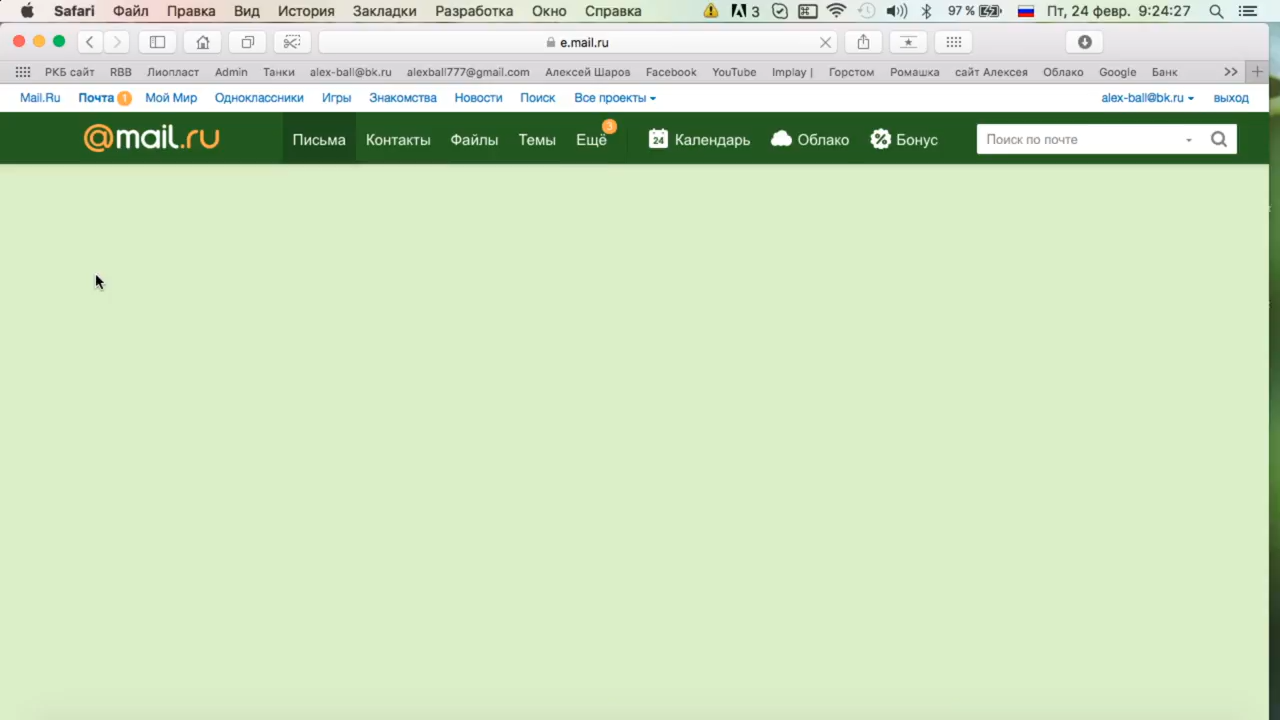 Safari Файл Правка Вид История Закладки Разработка Окно Справка 3 97 % Пт, 24 февр. 9:24:27
e.mail.ru
РКБ сайт RBB Лиопласт Admin Танки alex-ball@bk.ru alexball777@gmail.com Алексей Шаров Facebook YouTube Implay | Горстом Ромашка сайт Алексея Облако Google Банк >> +
Mail.Ru Почта 1 Мой Мир Одноклассники Игры Знакомства Новости Поиск Все проекты alex-ball@bk.ru выход
@mail.ru Письма Контакты Файлы Темы Ещё 3 24 Календарь Облако % Бонус Поиск по почте